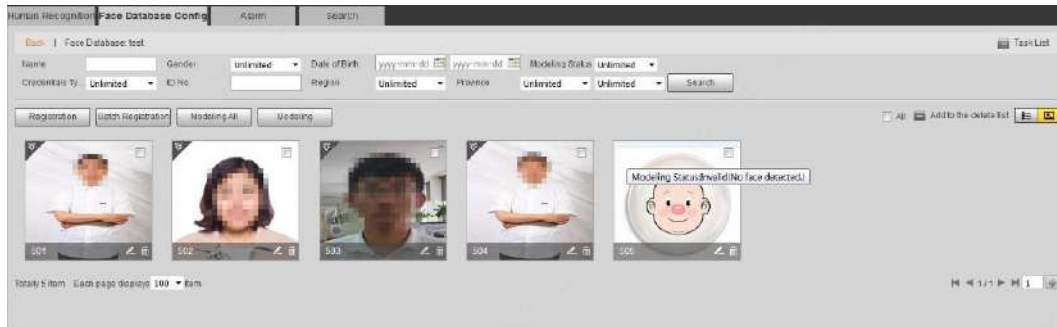 Human Recognition Face Database Config Alarm Search
Back | Face Database: test Task List
Name Gender Unlimited Date of Birth yyyy-mm-dd yyyy-mm-dd Modeling Status Unlimited
Credentials Ty. Unlimited ID No. Region Unlimited Province Unlimited Unlimited Search
Registration Batch Registration Modeling All Modeling All Add to the delete list
Modeling Status:Invalid(No face detected.)
501 502 503 504 505
Totally 5 item Each page displays 100 item 1/1 1